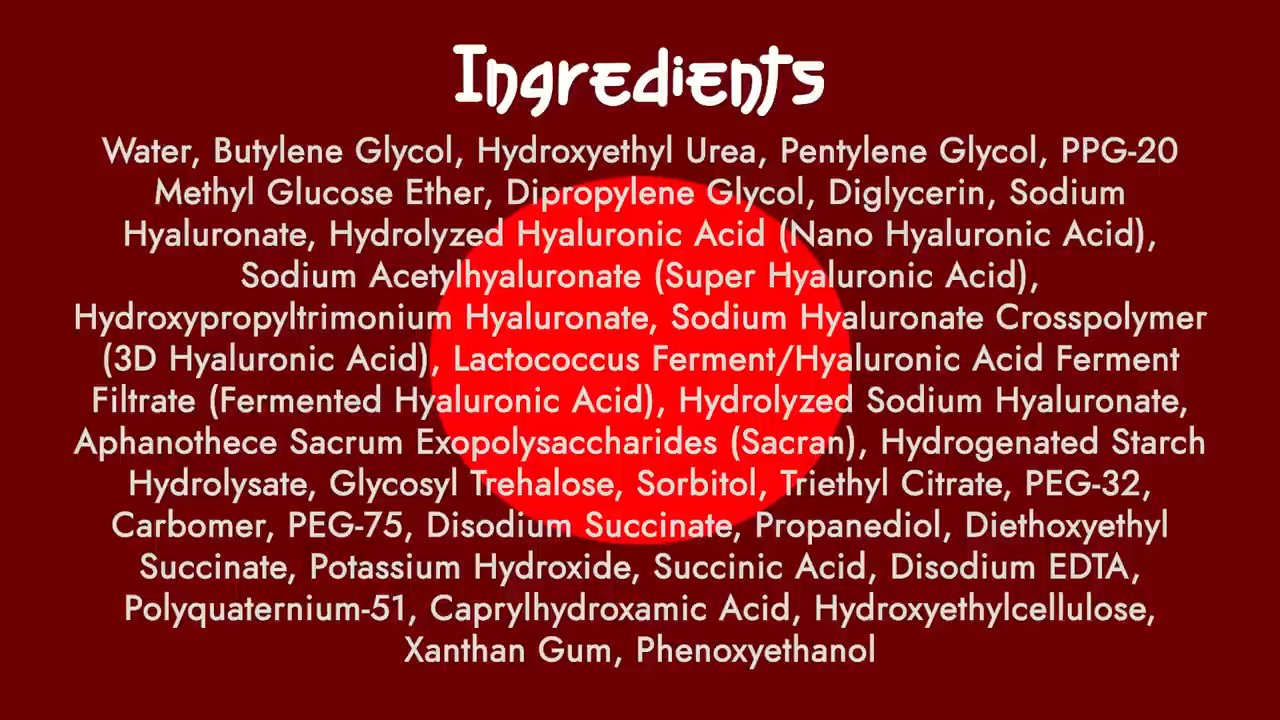 Ingredients
Water, Butylene Glycol, Hydroxyethyl Urea, Pentylene Glycol, PPG-20
Methyl Glucose Ether, Dipropylene Glycol, Diglycerin, Sodium
Hyaluronate, Hydrolyzed Hyaluronic Acid (Nano Hyaluronic Acid),
Sodium Acetylhyaluronate (Super Hyaluronic Acid),
Hydroxypropyltrimonium Hyaluronate, Sodium Hyaluronate Crosspolymer
(3D Hyaluronic Acid), Lactococcus Ferment/Hyaluronic Acid Ferment
Filtrate (Fermented Hyaluronic Acid), Hydrolyzed Sodium Hyaluronate,
Aphanothece Sacrum Exopolysaccharides (Sacran), Hydrogenated Starch
Hydrolysate, Glycosyl Trehalose, Sorbitol, Triethyl Citrate, PEG-32,
Carbomer, PEG-75, Disodium Succinate, Propanediol, Diethoxyethyl
Succinate, Potassium Hydroxide, Succinic Acid, Disodium EDTA,
Polyquaternium-51, Caprylhydroxamic Acid, Hydroxyethylcellulose,
Xanthan Gum, Phenoxyethanol